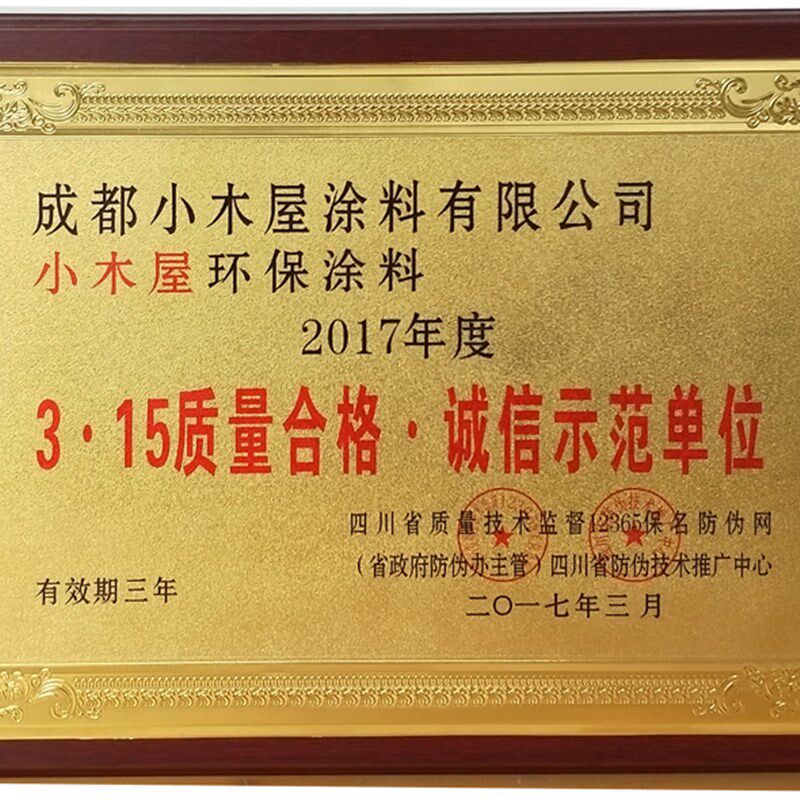 成都小木屋涂料有限公司
小木屋环保涂料
2017年度
3·15质量合格·诚信示范单位
四川省质量技术监督12365保名防伪网
（省政府防伪办主管）四川省防伪技术推广中心
有效期三年
二〇一七年三月